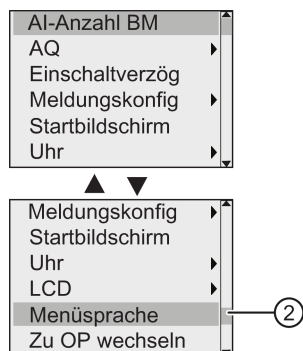 AI-Anzahl BM
AQ
Einschaltverzög
Meldungskonfig
Startbildschirm
Uhr
Meldungskonfig
Startbildschirm
Uhr
LCD
Menüsprache
2
Zu OP wechseln